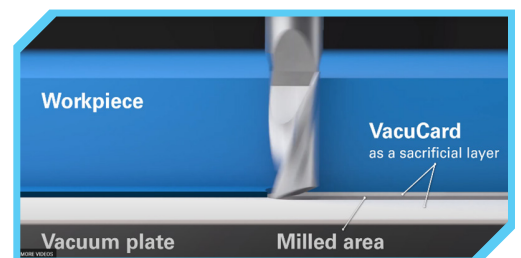 Workpiece
VacuCard
as a sacrificial layer
Vacuum plate
Milled area
MORE VIDEOS